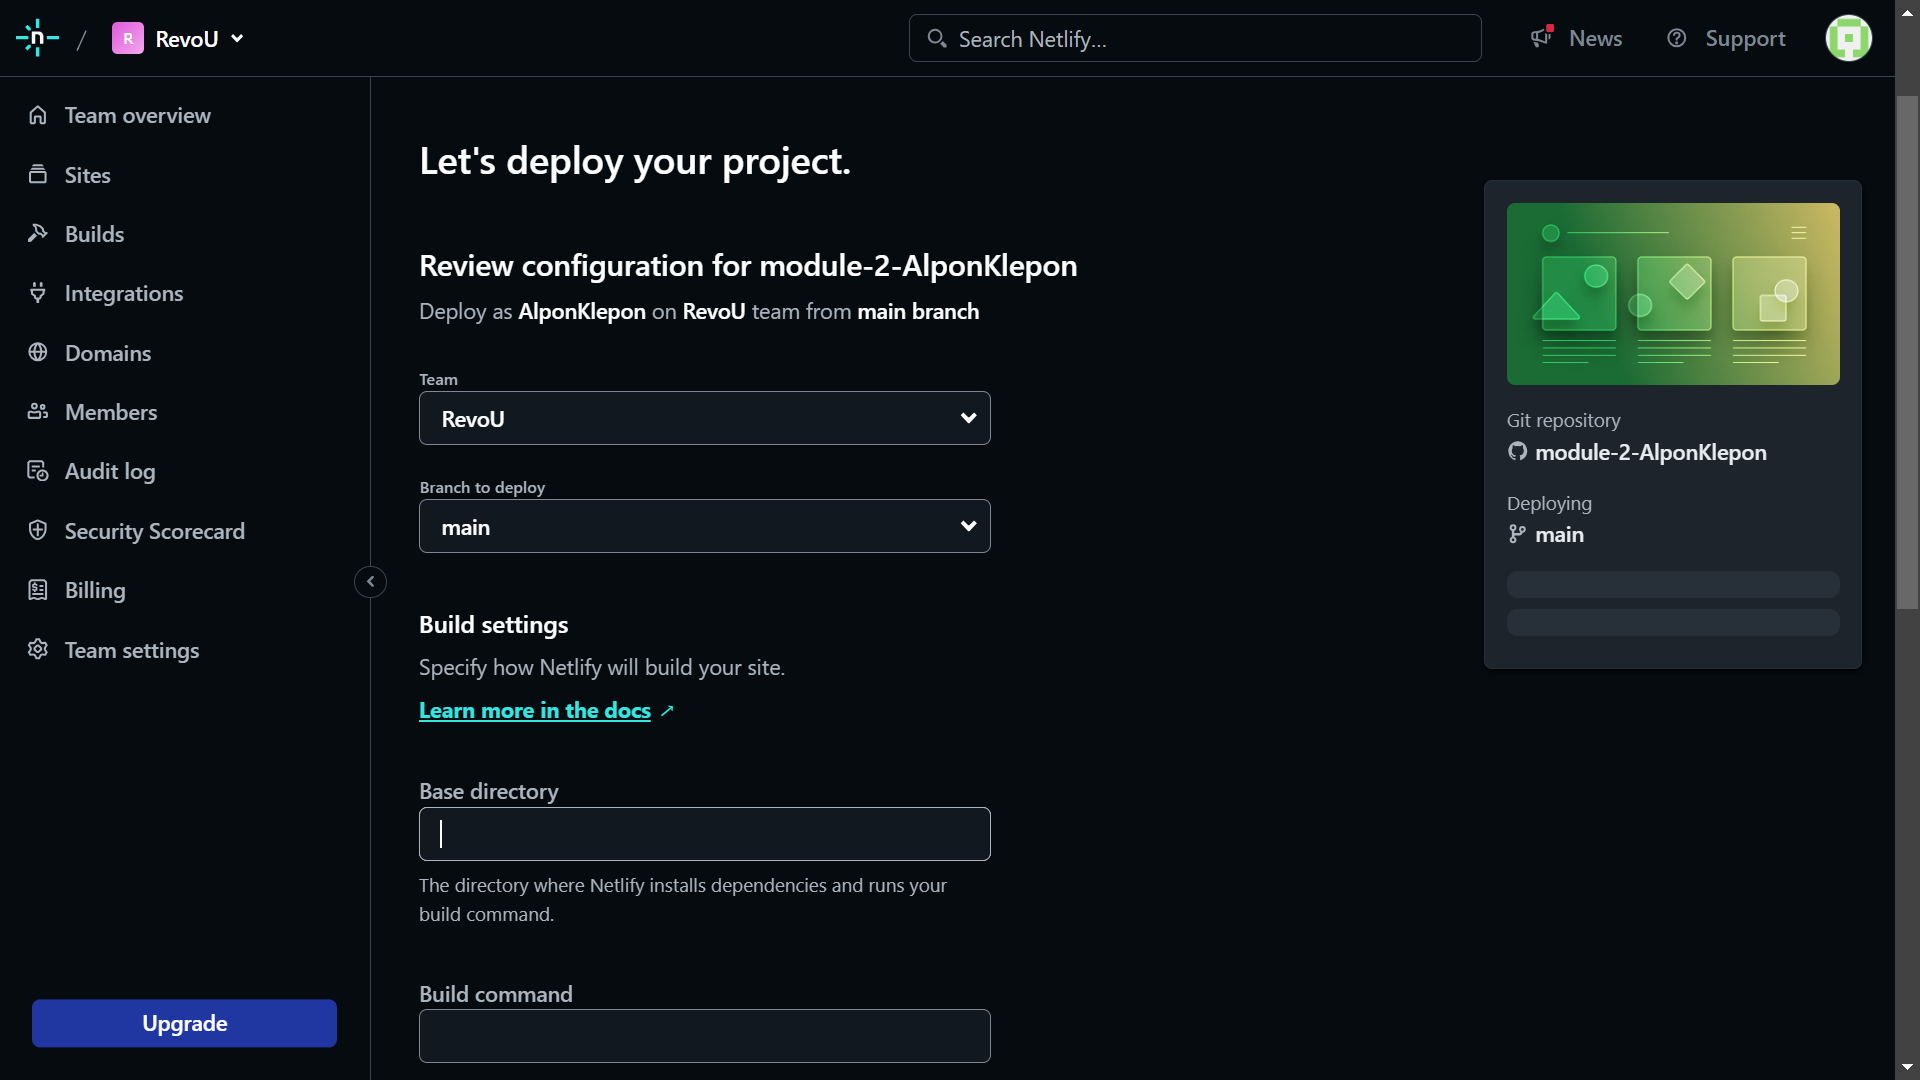 n / R RevoU
Search Netlify...
News
Support
Team overview
Sites
Builds
Integrations
Domains
Members
Audit log
Security Scorecard
Billing
Team settings
Upgrade
Let's deploy your project.
Review configuration for module-2-AlponKlepon
Deploy as AlponKlepon on RevoU team from main branch
Team
RevoU
Branch to deploy
main
Build settings
Specify how Netlify will build your site.
Learn more in the docs ↗
Base directory
The directory where Netlify installs dependencies and runs your
build command.
Build command
Git repository
module-2-AlponKlepon
Deploying
main